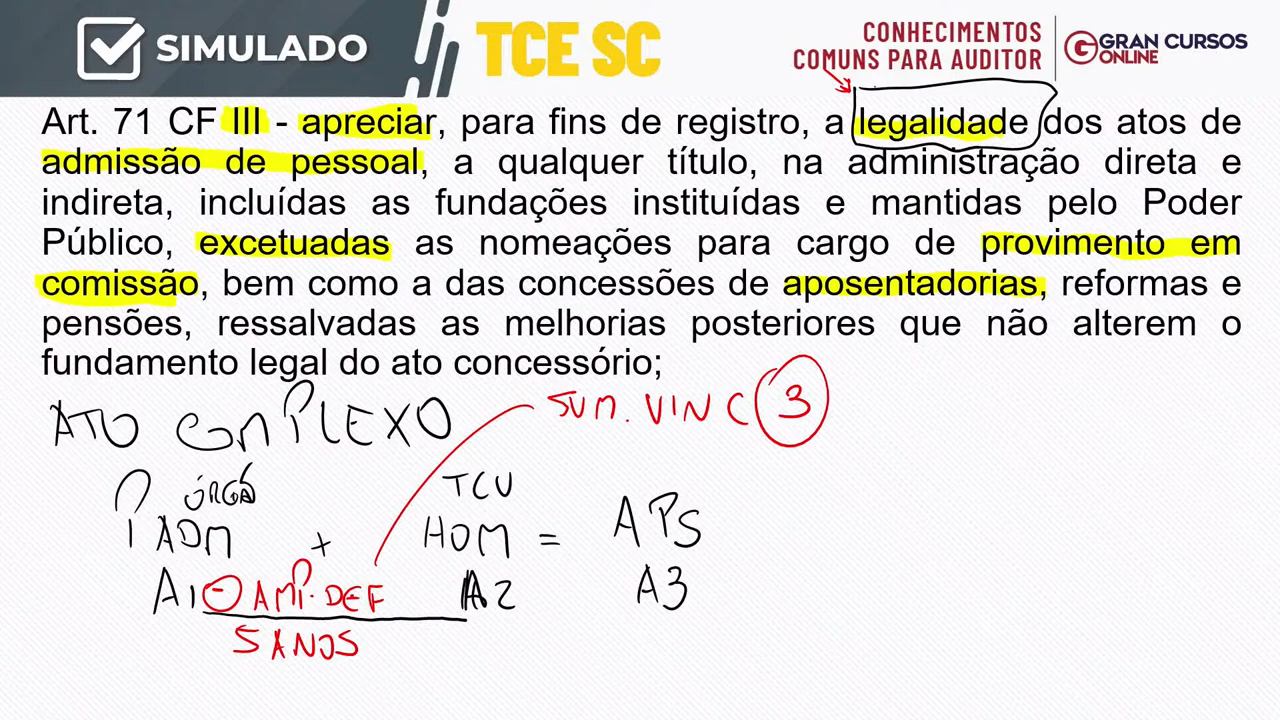 SIMULADO
TCE SC
CONHECIMENTOS
COMUNS PARA AUDITOR
GRAN CURSOS
ONLINE
Art. 71 CF III - apreciar, para fins de registro, a legalidade dos atos de
admissão de pessoal, a qualquer título, na administração direta e
indireta, incluídas as fundações instituídas e mantidas pelo Poder
Público, excetuadas as nomeações para cargo de provimento em
comissão, bem como a das concessões de aposentadorias, reformas e
pensões, ressalvadas as melhorias posteriores que não alterem o
fundamento legal do ato concessório;
ATO COMPLEXO
SUM. VINC 3
ÓRGÃ TCU
ADM + HOM = APS
A1 - AMP. DEF A2 A3
5 ANOS